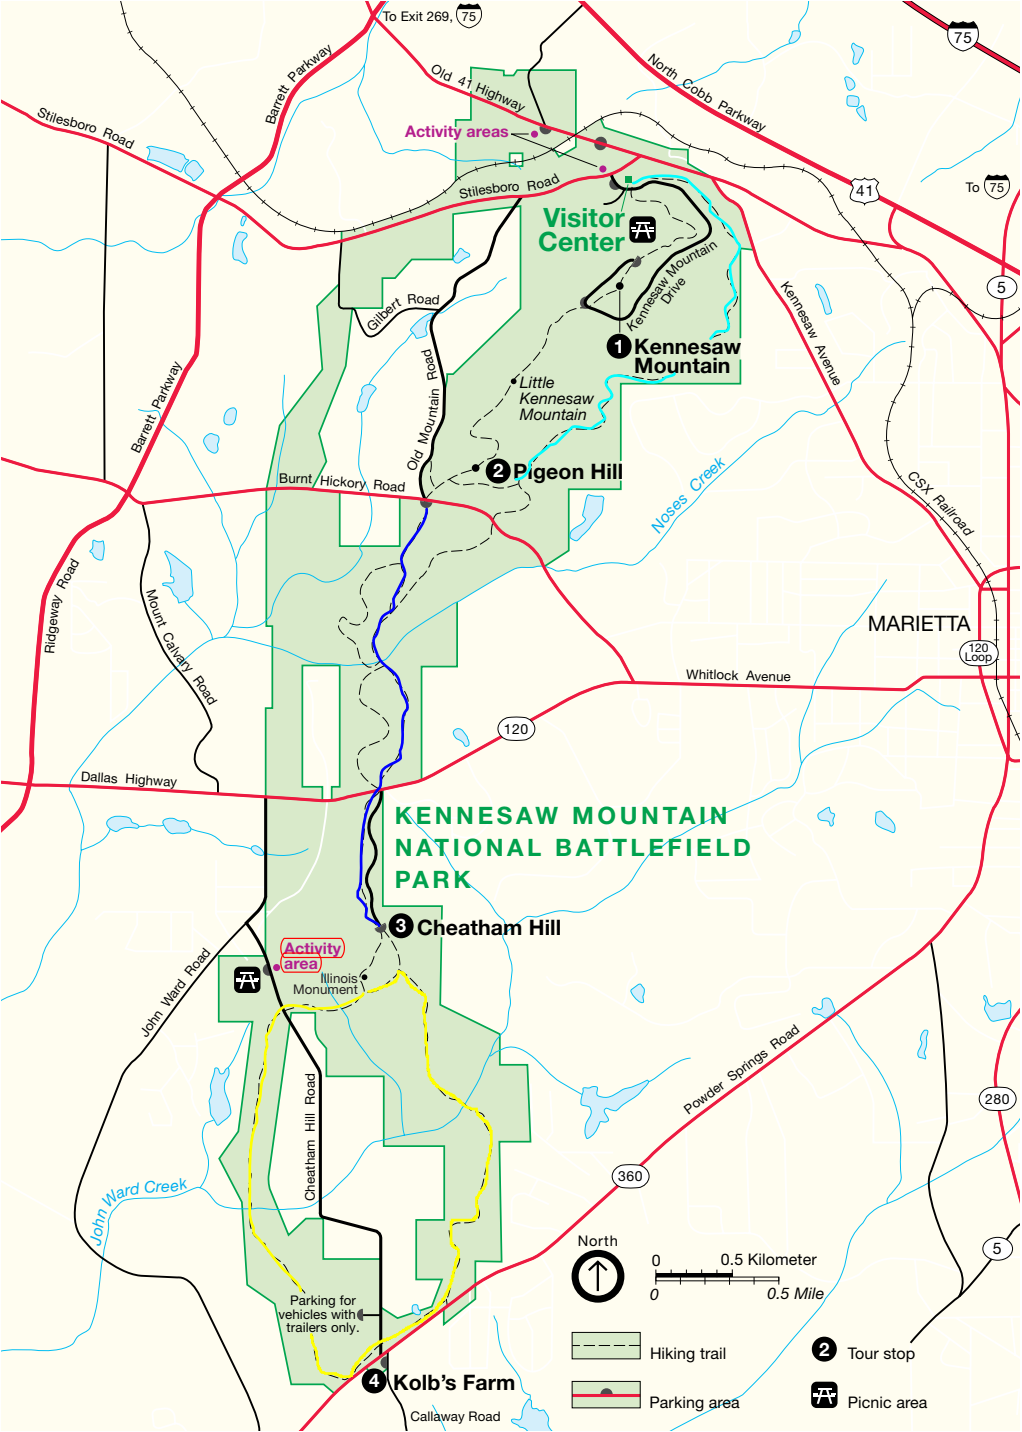 To Exit 269, 75
75
Barrett Parkway
Old 41 Highway
North Cobb Parkway
Stilesboro Road
Activity areas
Stilesboro Road
41
To 75
Visitor
Center
Kennesaw Mountain
Drive
5
Gilbert Road
Kennesaw Avenue
1 Kennesaw
Mountain
Old Mountain Road
Barrett Parkway
Little
Kennesaw
Mountain
2 Pigeon Hill
Burnt Hickory Road
Noses Creek
CSX Railroad
Ridgeway Road
Mount Calvary Road
MARIETTA
120
Loop
Whitlock Avenue
120
Dallas Highway
KENNESAW MOUNTAIN
NATIONAL BATTLEFIELD
PARK
3 Cheatham Hill
Activity
area
Illinois
Monument
John Ward Road
Powder Springs Road
280
Cheatham Hill Road
360
John Ward Creek
North
0 0.5 Kilometer
0 0.5 Mile
5
Parking for
vehicles with
trailers only.
Hiking trail
2 Tour stop
4 Kolb's Farm
Parking area
Picnic area
Callaway Road